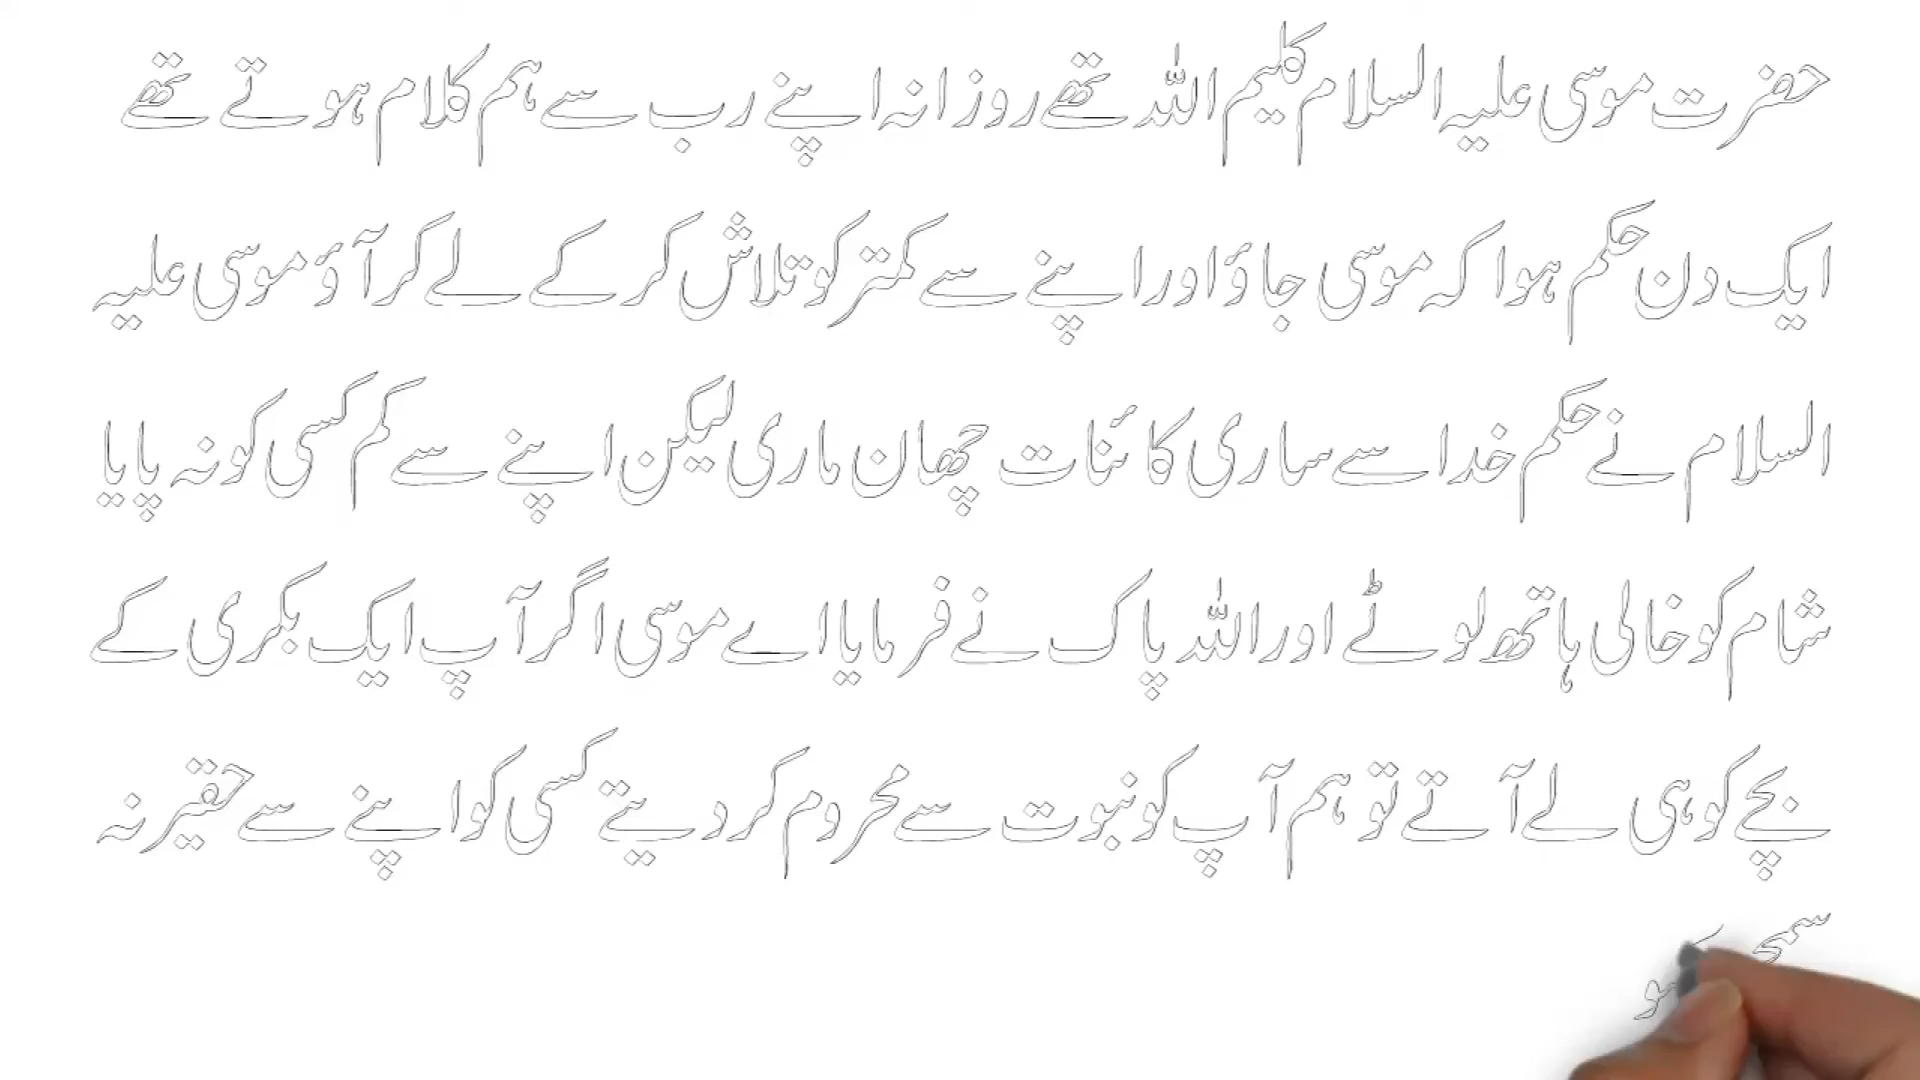 حضرت موسی علیہ السلام کلیم اللہ تھے روزانہ اپنے رب سے ہم کلام ہوتے تھے
ایک دن حکم ہوا کہ موسی جاؤ اور اپنے سے کمتر کو تلاش کر کے لے کر آؤ موسی علیہ
السلام نے حکم خدا سے ساری کائنات چھان ماری لیکن اپنے سے کم کسی کو نہ پایا
شام کو خالی ہاتھ لوٹے اور اللہ پاک نے فرمایا اے موسی اگر آپ ایک بکری کے
بچے کو ہی لے آتے تو ہم آپ کو نبوت سے محروم کر دیتے کسی کو اپنے سے حقیر نہ